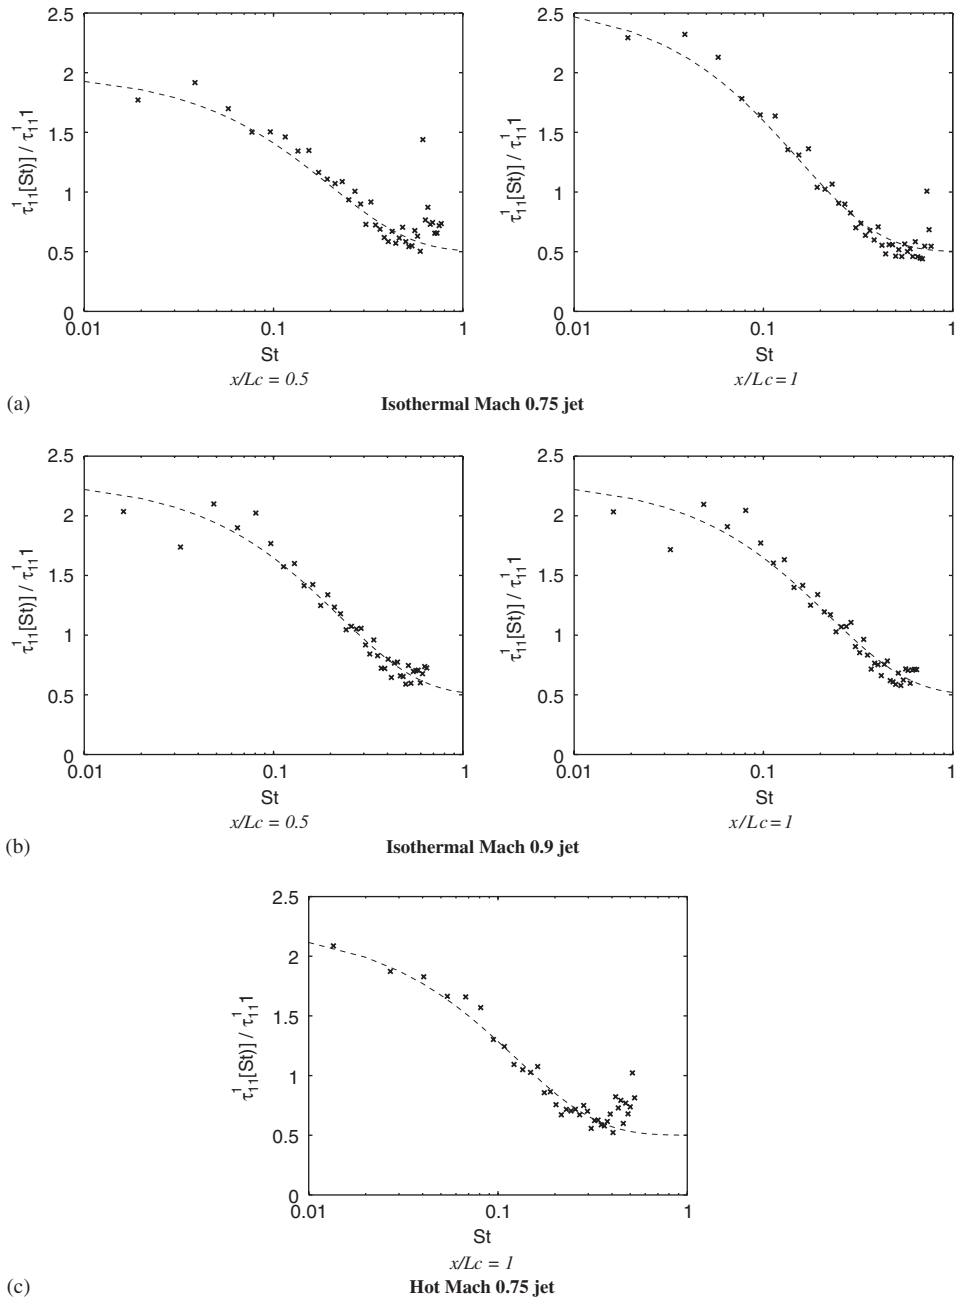 2.5 2.5
2 2
1.5 1.5
1 1
0.5 0.5
0 0
τ¹₁₁[St)] / τ¹₁₁1 τ¹₁₁[St)] / τ¹₁₁1
0.01 0.1 1 0.01 0.1 1
St St
x/Lc = 0.5 x/Lc=1
(a) Isothermal Mach 0.75 jet
2.5 2.5
2 2
1.5 1.5
1 1
0.5 0.5
0 0
τ¹₁₁[St)] / τ¹₁₁1 τ¹₁₁[St)] / τ¹₁₁1
0.01 0.1 1 0.01 0.1 1
St St
x/Lc = 0.5 x/Lc=1
(b) Isothermal Mach 0.9 jet
2.5
2
1.5
1
0.5
0
τ¹₁₁[St)] / τ¹₁₁1
0.01 0.1 1
St
x/Lc = 1
(c) Hot Mach 0.75 jet